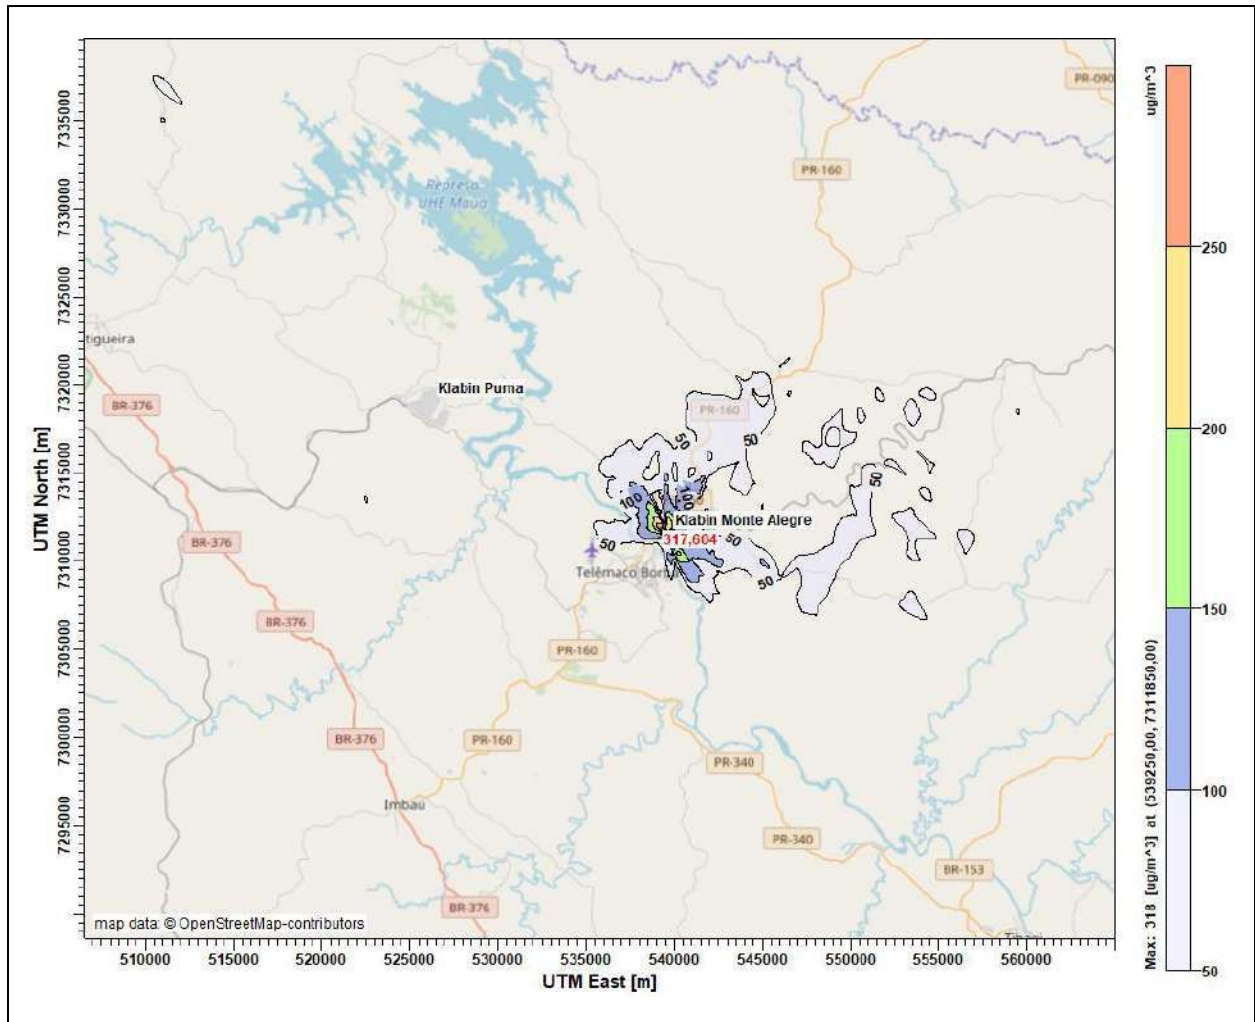 PR-090
PR-160
Represa
UHE Mauá
tigueira
Klabin Puma
BR-376
PR-160
50
50
50
100
100
Klabin Monte Alegre
317,604
50
50
50
BR-376
Telêmaco Bor
BR-376
PR-160
BR-376
PR-160
PR-340
Imbaú
PR-340
BR-153
BR-376
map data: © OpenStreetMap-contributors
7335000
7330000
7325000
7320000
7315000
7310000
7305000
7300000
7295000
UTM North [m]
510000 515000 520000 525000 530000 535000 540000 545000 550000 555000 560000
UTM East [m]
ug/m^3
250
200
150
100
50
Max: 318 [ug/m^3] at (539250,00, 7311850,00)